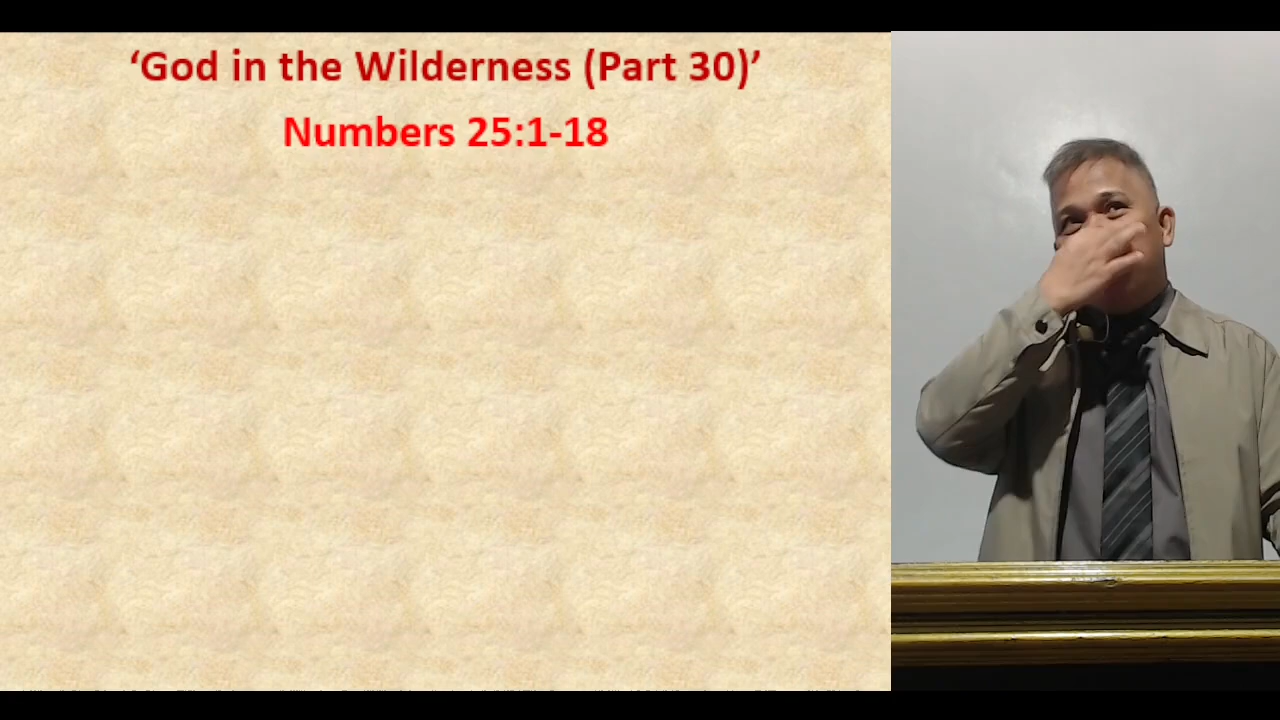 ‘God in the Wilderness (Part 30)’
Numbers 25:1-18